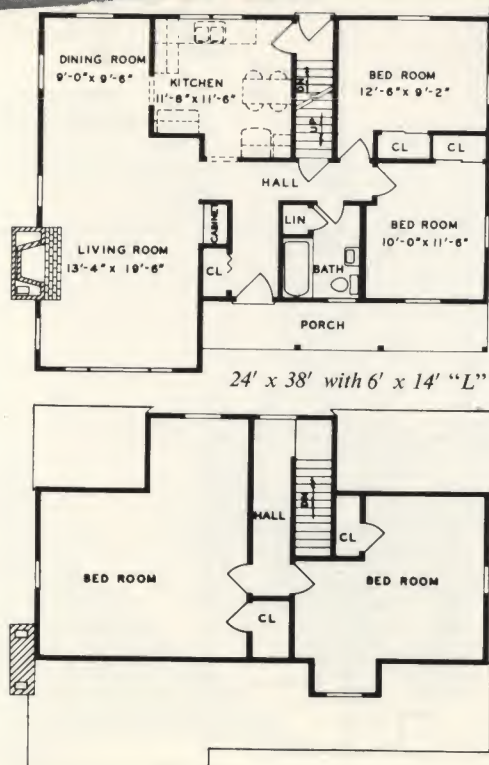 DINING ROOM
9'-0" x 9'-6"
KITCHEN
11'-6" x 11'-6"
DN
UP
BED ROOM
12'-6" x 9'-2"
CL
CL
HALL
LIVING ROOM
13'-4" x 19'-6"
CABINET
CL
LIN
BATH
BED ROOM
10'-0" x 11'-6"
PORCH
24' x 38' with 6' x 14' "L"
BED ROOM
HALL
DN
CL
CL
BED ROOM